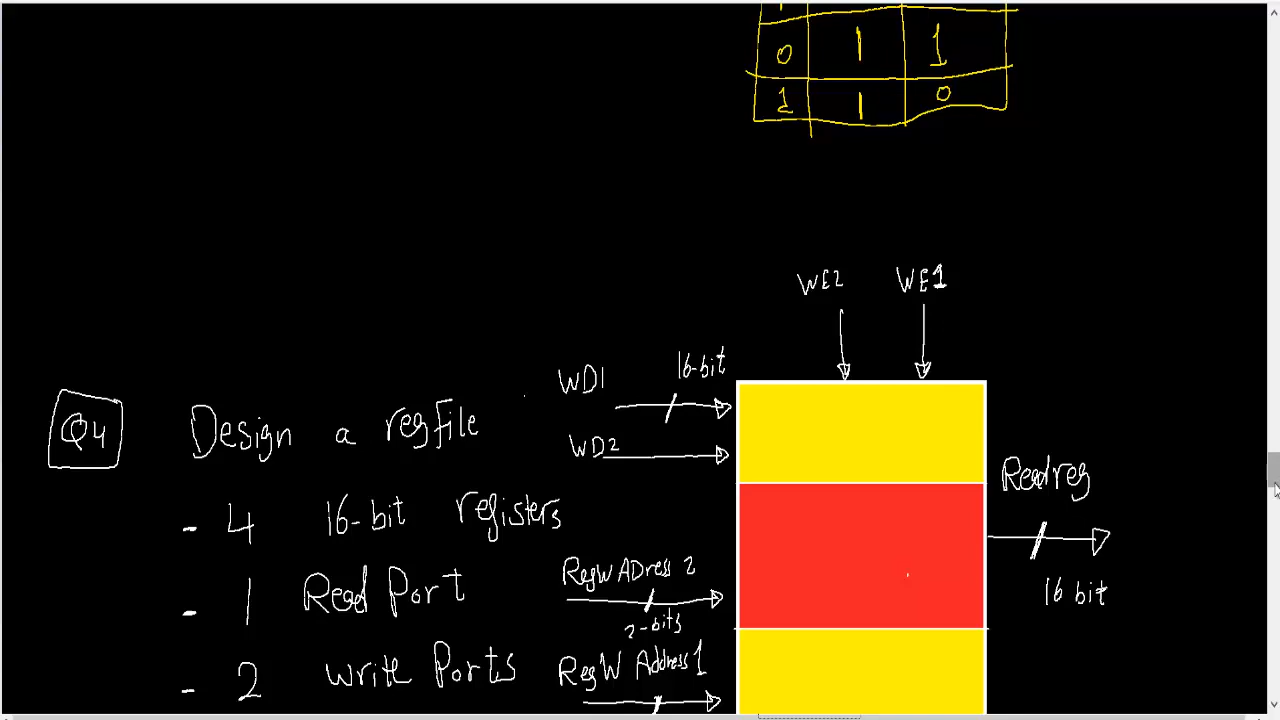 0 1 1
1 1 0
WE2 WE1
WD1 16-bit
Q4 Design a regfile
WD2
Readreg
- 4 16-bit registers
RegW ADress 2
- 1 Read Port
16 bit
2-bits
- 2 write Ports
RegW Address 1